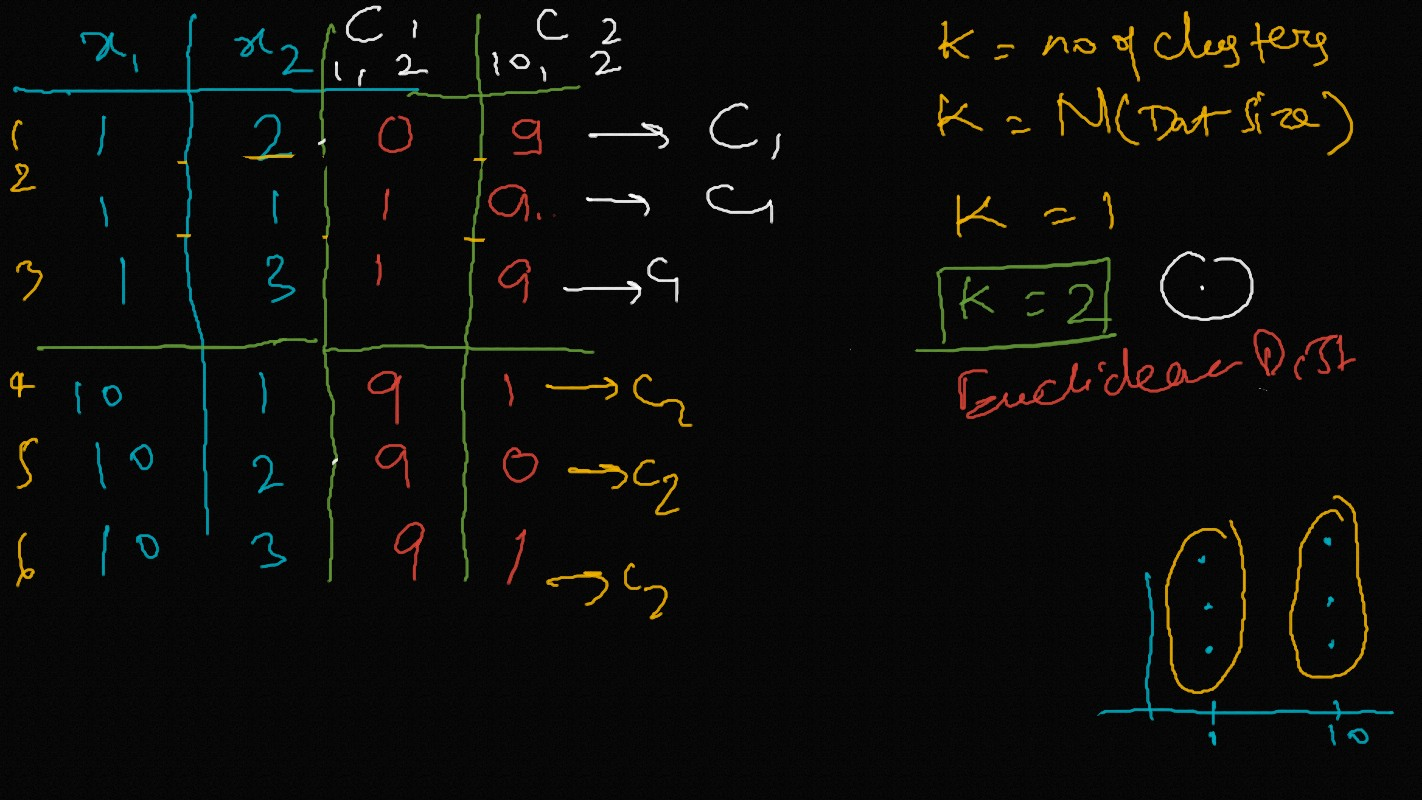 x1 x2 C1 C2
1, 2 10, 2
1 1 2 0 9 → C1
2 1 1 1 9. → C1
3 1 3 1 9 → C1
4 10 1 9 1 → C2
5 10 2 9 0 → C2
6 10 3 9 1 → C2
K = no of clusters
K = N(Dat Size)
K = 1
K = 2
Euclidean Dist
1 10